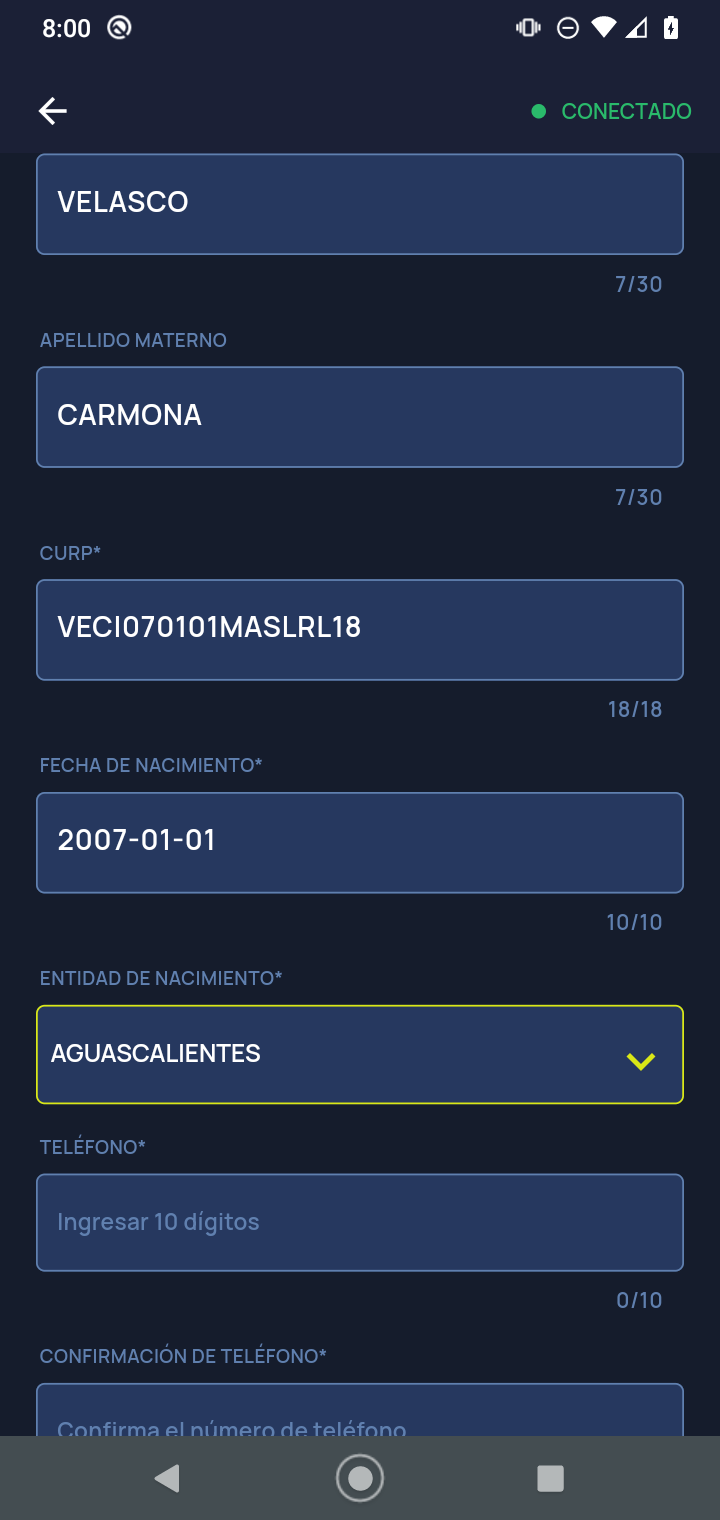 8:00
CONECTADO
VELASCO
7/30
APELLIDO MATERNO
CARMONA
7/30
CURP*
VECI070101MASLRL18
18/18
FECHA DE NACIMIENTO*
2007-01-01
10/10
ENTIDAD DE NACIMIENTO*
AGUASCALIENTES
TELÉFONO*
Ingresar 10 dígitos
0/10
CONFIRMACIÓN DE TELÉFONO*
Confirma el número de teléfono